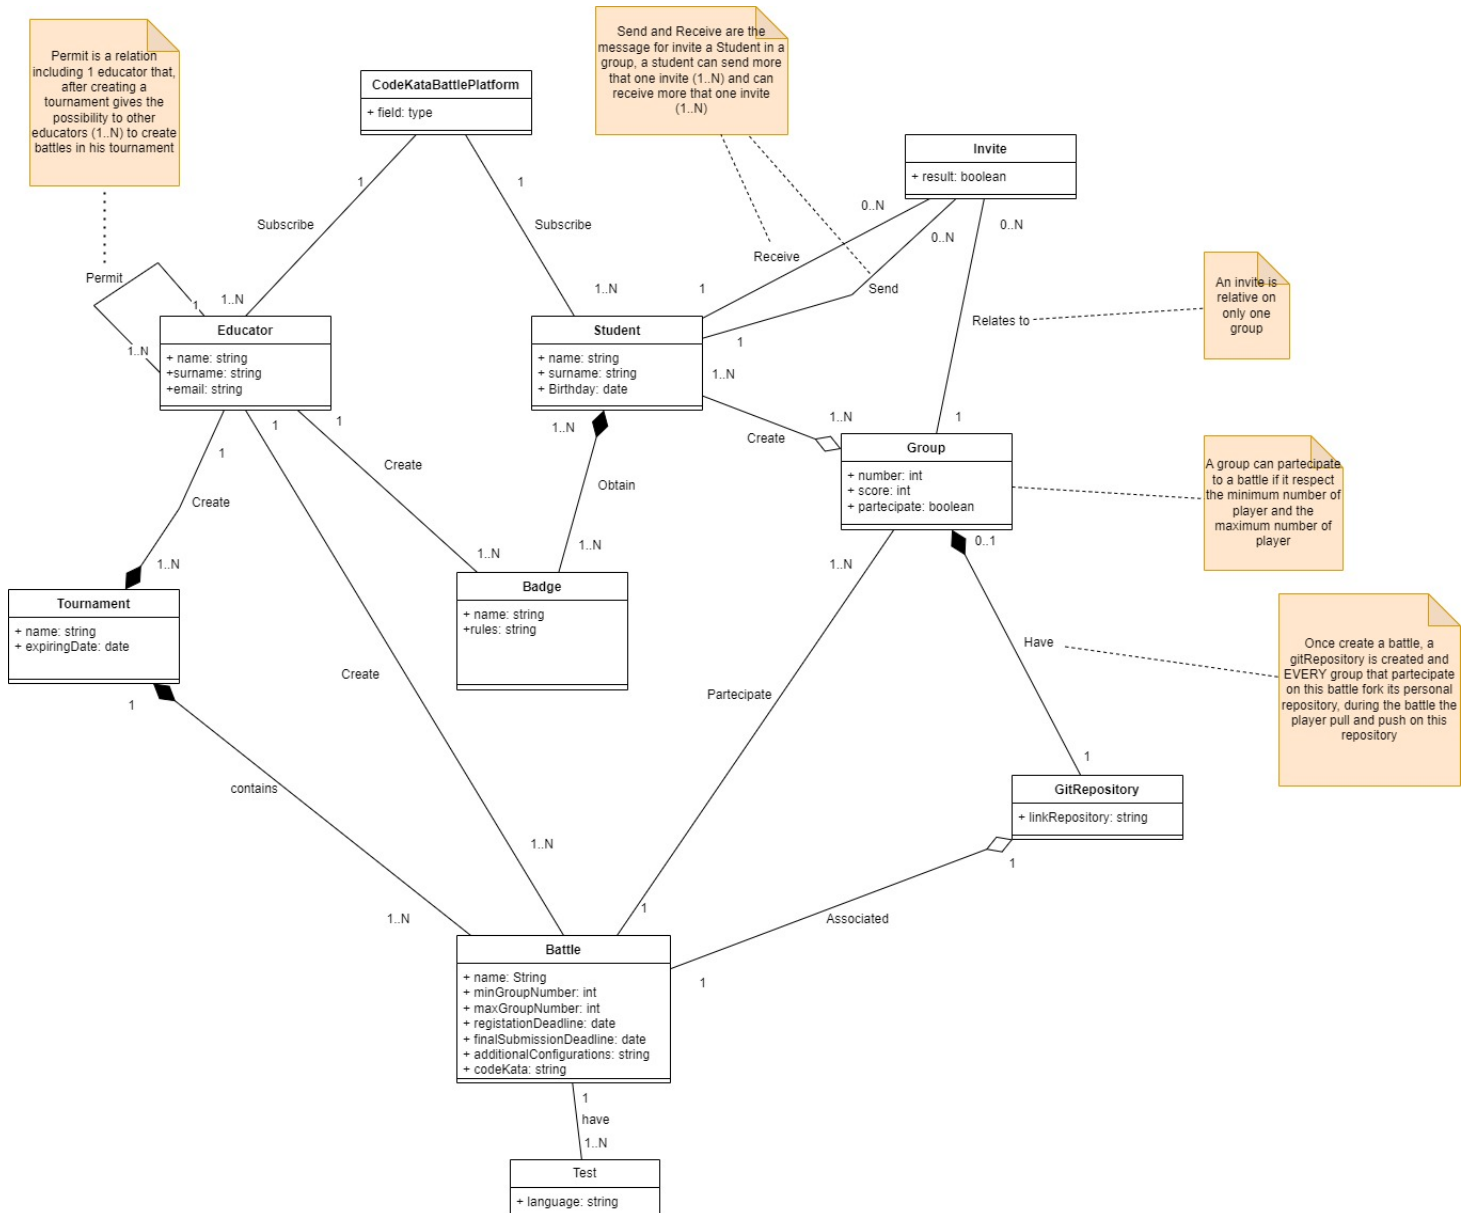 Permit is a relation
including 1 educator that,
after creating a
tournament gives the
possibility to other
educators (1..N) to create
battles in his tournament
CodeKataBattlePlatform
+ field: type
Send and Receive are the
message for invite a Student in a
group, a student can send more
that one invite (1..N) and can
receive more that one invite
(1..N)
Invite
+ result: boolean
1
1
0..N
0..N
0..N
Subscribe
Subscribe
Receive
Permit
Send
An invite is
relative on
only one
group
1
1..N
1..N
1
Relates to
1..N
1
Educator
+ name: string
+surname: string
+email: string
Student
+ name: string
+ surname: string
+ Birthday: date
1..N
1..N
1
Create
Group
+ number: int
+ score: int
+ partecipate: boolean
A group can partecipate
to a battle if it respect
the minimum number of
player and the
maximum number of
player
1
1
1
1..N
Create
Create
Obtain
0..1
1..N
1..N
1..N
1..N
Tournament
+ name: string
+ expiringDate: date
Badge
+ name: string
+rules: string
Create
Partecipate
Have
Once create a battle, a
gitRepository is created and
EVERY group that partecipate
on this battle fork its personal
repository, during the battle the
player pull and push on this
repository
1
contains
1
GitRepository
+ linkRepository: string
1..N
1
1..N
1
Associated
1
Battle
+ name: String
+ minGroupNumber: int
+ maxGroupNumber: int
+ registationDeadline: date
+ finalSubmissionDeadline: date
+ additionalConfigurations: string
+ codeKata: string
1
have
1..N
Test
+ language: string